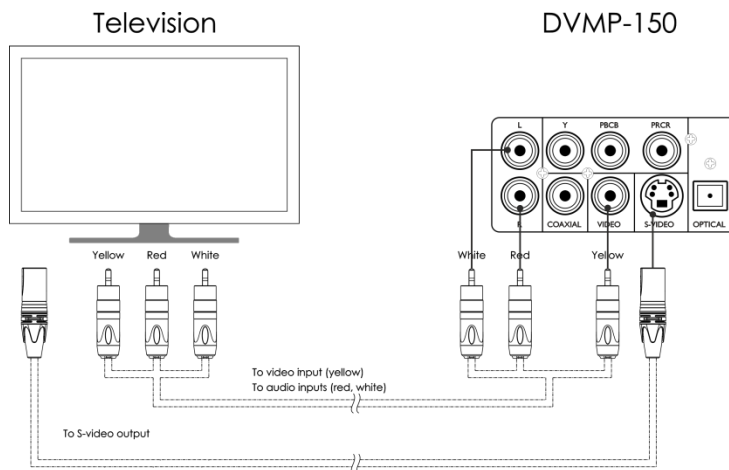 Television
DVMP-150
L
Y
PBCB
PRCR
R
COAXIAL
VIDEO
S-VIDEO
OPTICAL
Yellow
Red
White
White
Red
Yellow
To video input (yellow)
To audio inputs (red, white)
To S-video output